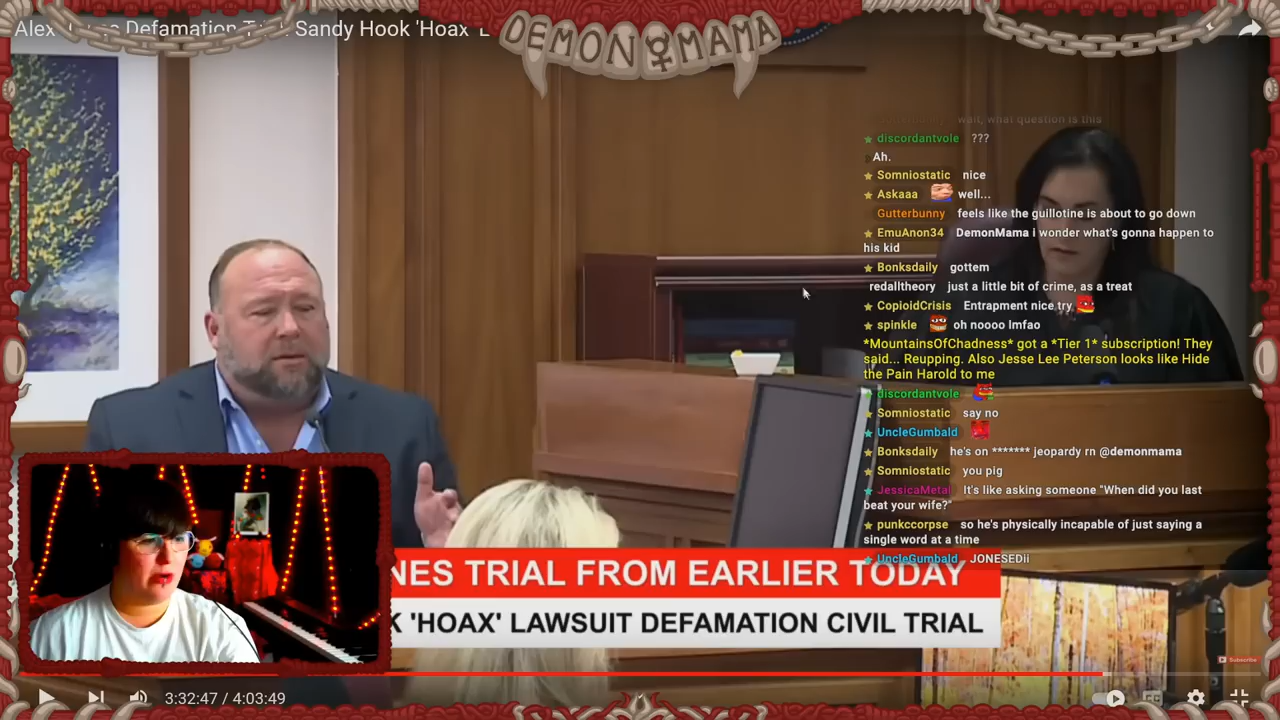 Alex Defamation Sandy Hook 'Hoax'
DEMON MAMA
wait, what question is this
discordantvole ???
Ah.
Somniostatic nice
Askaaa well...
Gutterbunny feels like the guillotine is about to go down
EmuAnon34 DemonMama i wonder what's gonna happen to
his kid
Bonksdaily gottem
redalltheory just a little bit of crime, as a treat
CopioidCrisis Entrapment nice try
spinkle oh noooo lmfao
*MountainsOfChadness* got a *Tier 1* subscription! They
said... Reupping. Also Jesse Lee Peterson looks like Hide
the Pain Harold to me
discordantvole
Somniostatic say no
UncleGumbald
Bonksdaily he's on ******* jeopardy rn @demonmama
Somniostatic you pig
JessicaMetal It's like asking someone "When did you last
beat your wife?"
punkccorpse so he's physically incapable of just saying a
single word at a time
UncleGumbald JONESEDii
NES TRIAL FROM EARLIER TODAY
K 'HOAX' LAWSUIT DEFAMATION CIVIL TRIAL
Subscribe
3:32:47 / 4:03:49